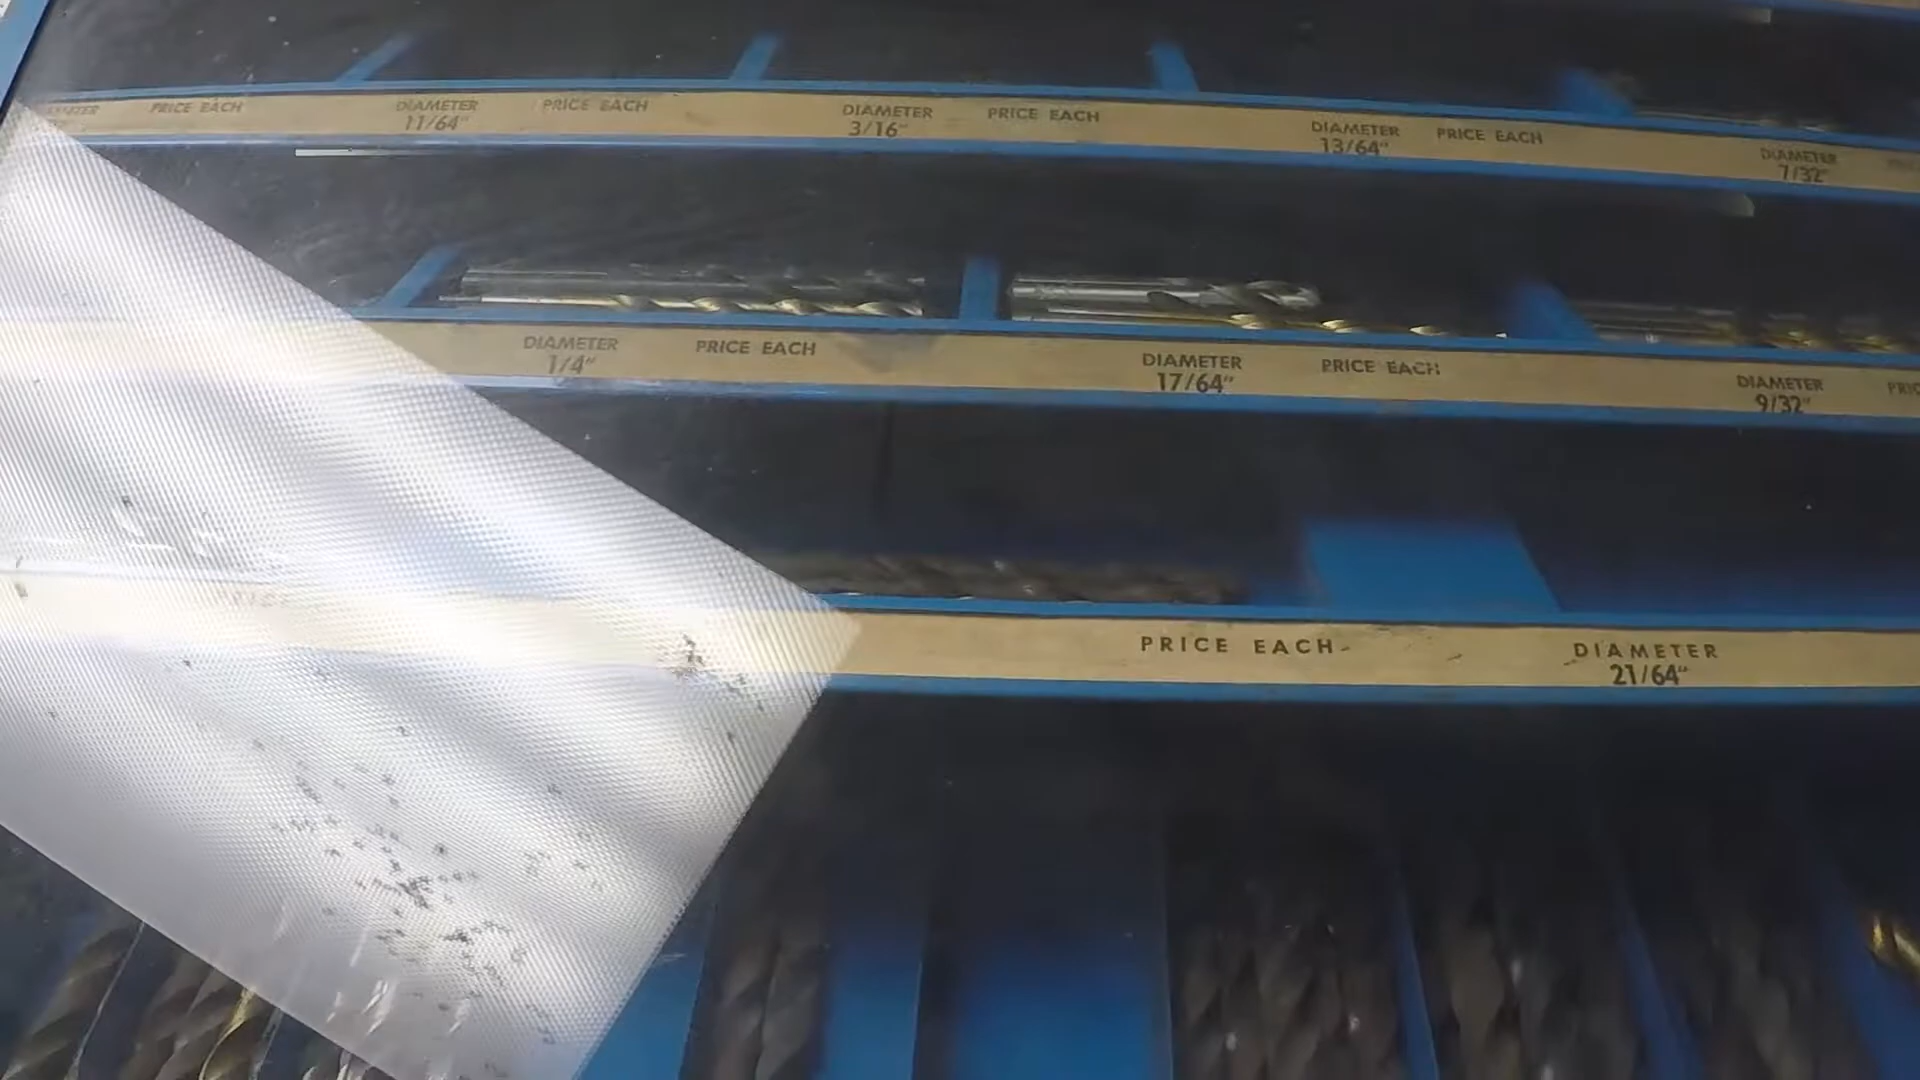 PRICE EACH
DIAMETER
11/64"
PRICE EACH
DIAMETER
3/16"
PRICE EACH
DIAMETER
13/64"
PRICE EACH
DIAMETER
7/32"
DIAMETER
1/4"
PRICE EACH
DIAMETER
17/64"
PRICE EACH
DIAMETER
9/32"
PRICE EACH
DIAMETER
21/64"